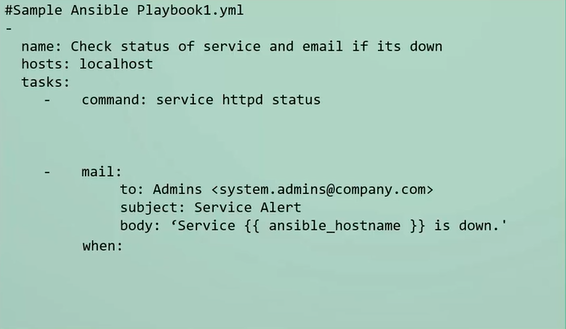 #Sample Ansible Playbook1.yml
-
name: Check status of service and email if its down
hosts: localhost
tasks:
- command: service httpd status
- mail:
to: Admins <system.admins@company.com>
subject: Service Alert
body: ‘Service {{ ansible_hostname }} is down.'
when: